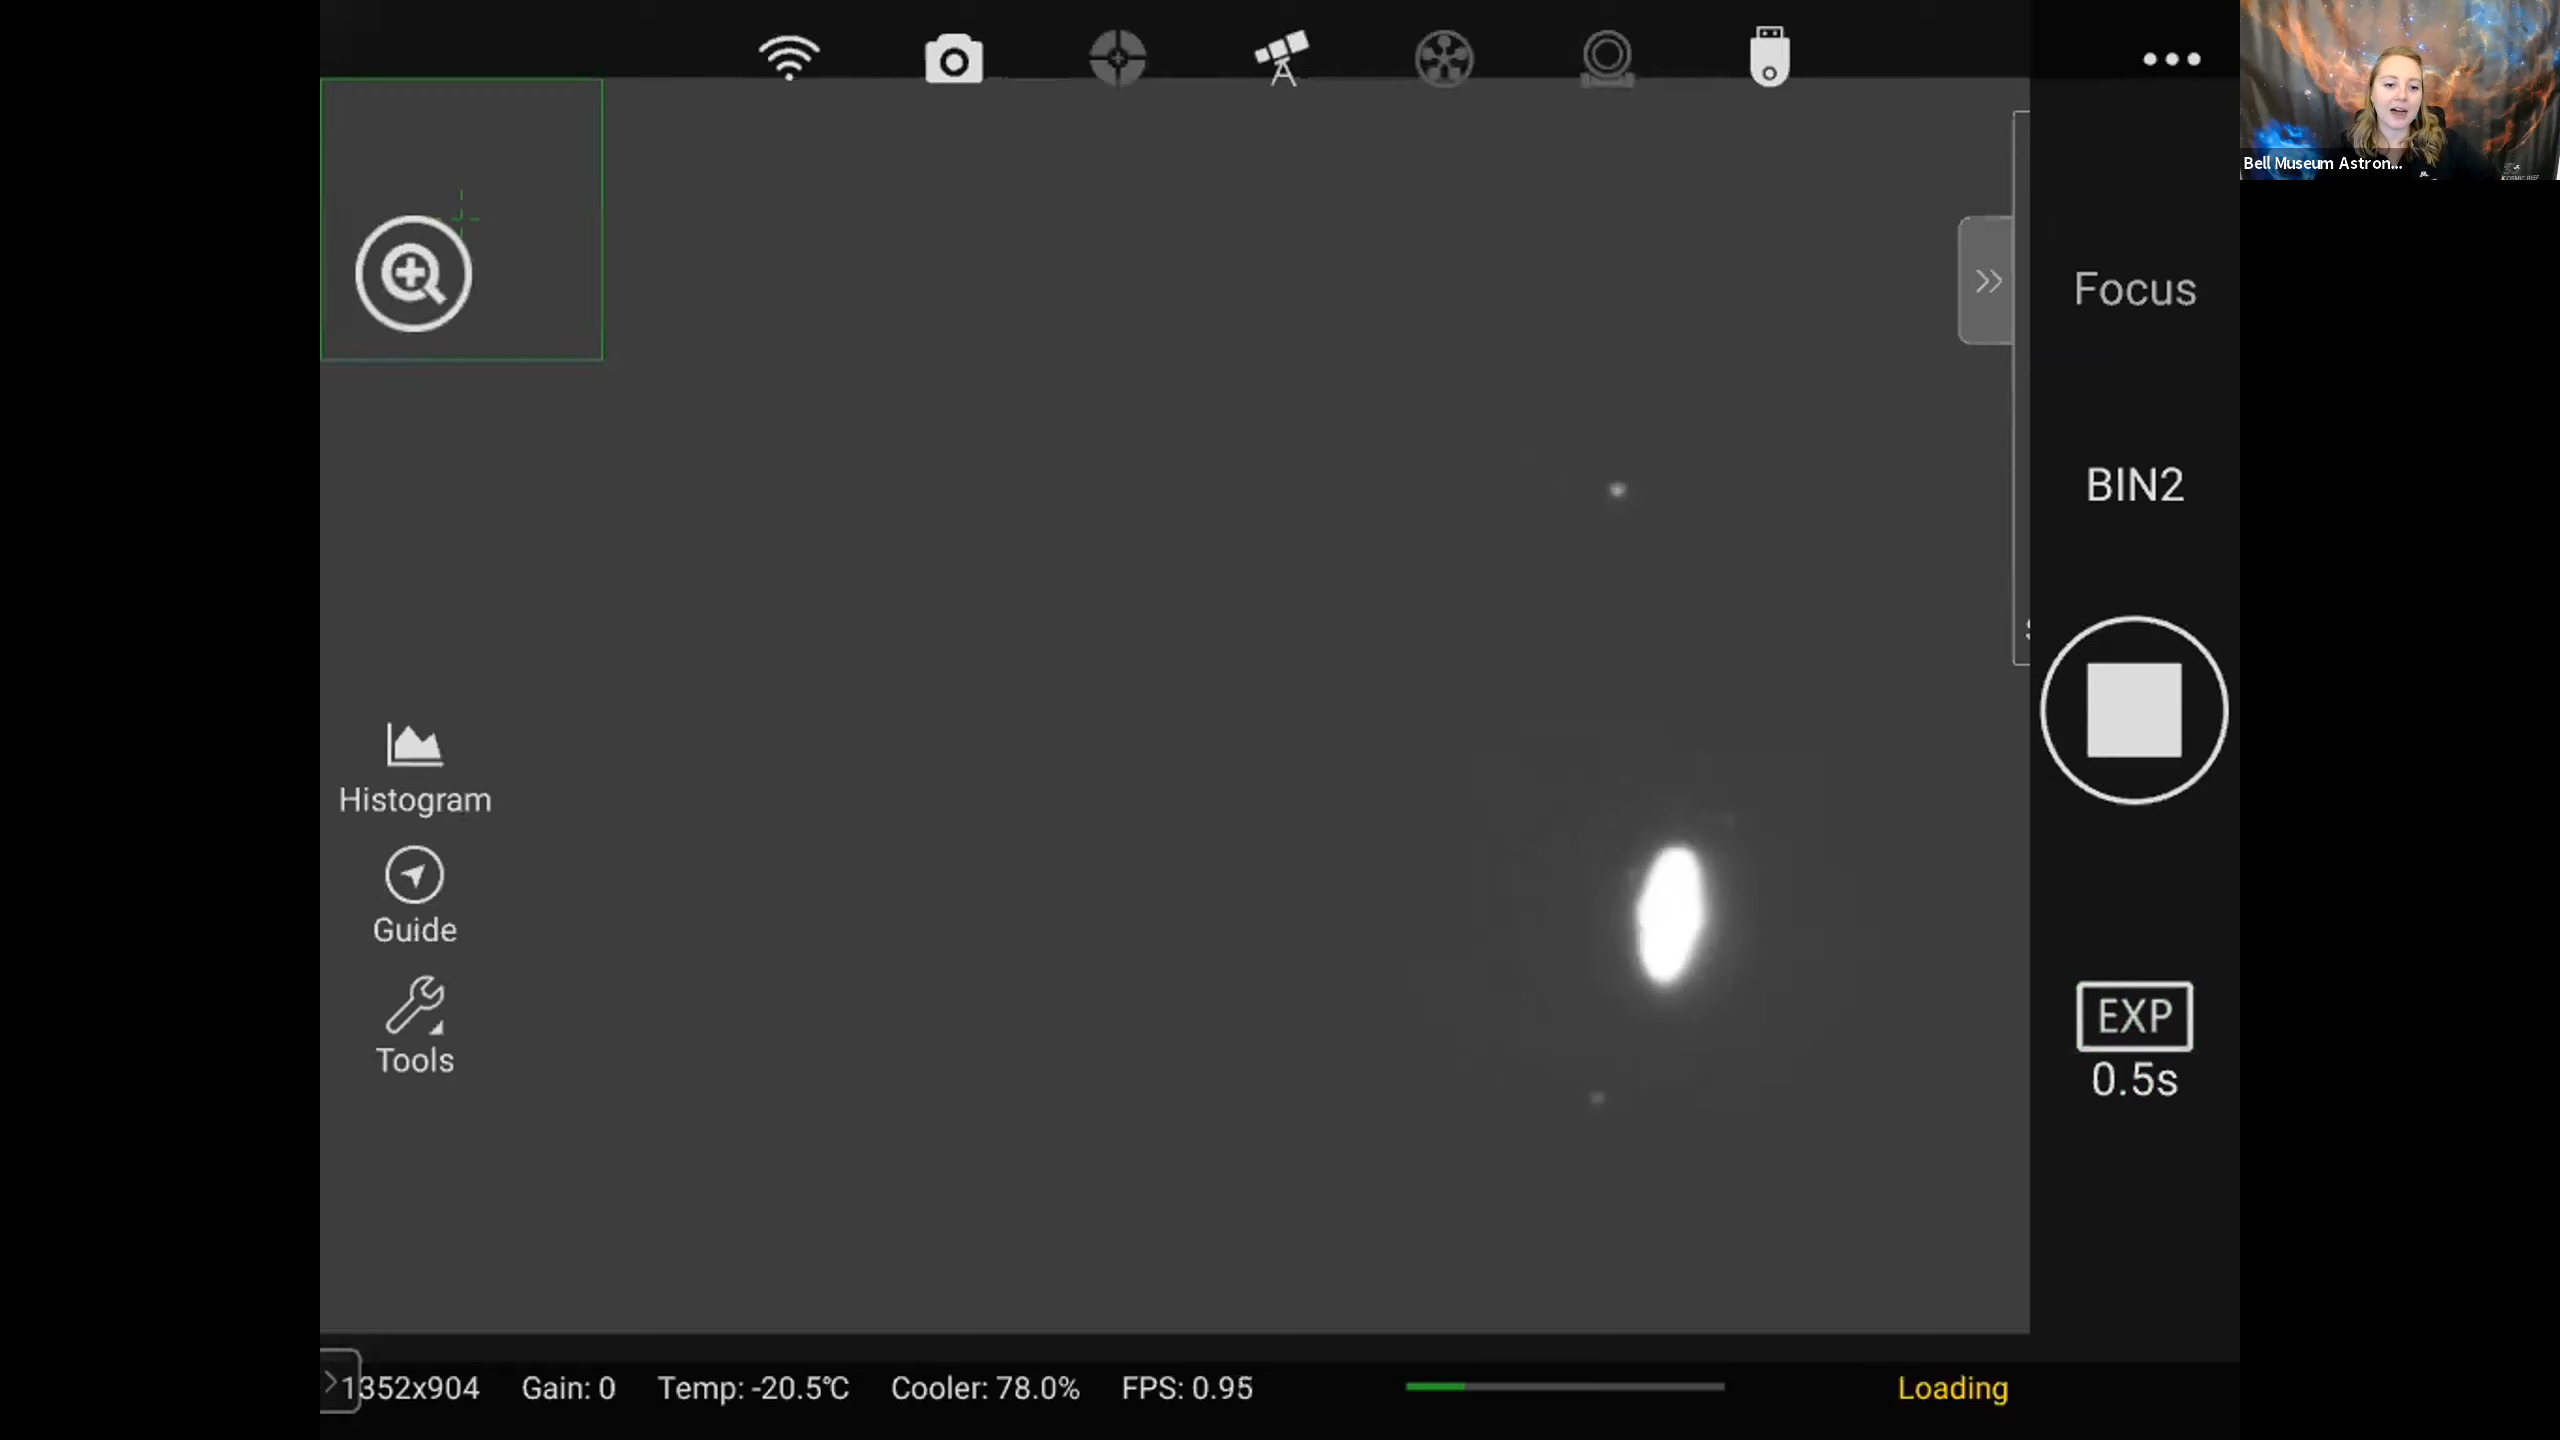 Bell Museum Astron...
Focus
BIN2
Histogram
Guide
Tools
EXP
0.5s
1352x904 Gain: 0 Temp: -20.5℃ Cooler: 78.0% FPS: 0.95 Loading